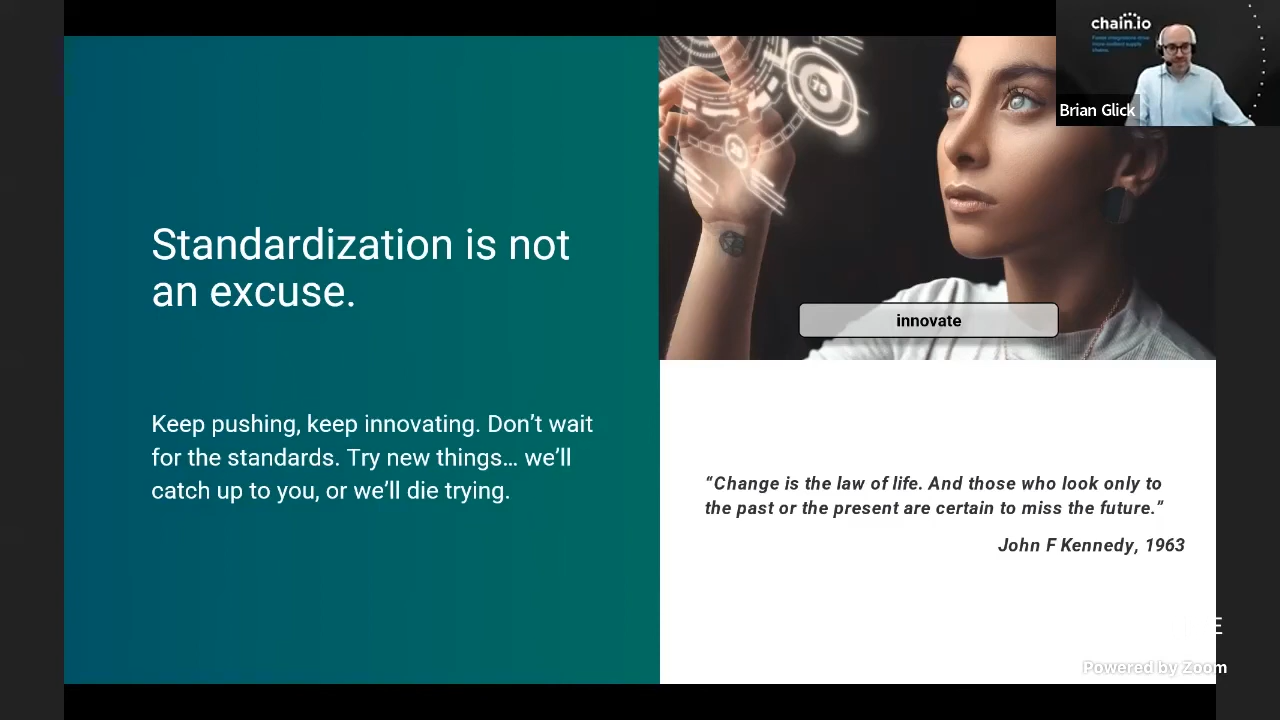 chain.io
Brian Glick
Standardization is not
an excuse.
innovate
Keep pushing, keep innovating. Don’t wait
for the standards. Try new things... we’ll
catch up to you, or we’ll die trying.
“Change is the law of life. And those who look only to
the past or the present are certain to miss the future.”
John F Kennedy, 1963
Powered by Zoom